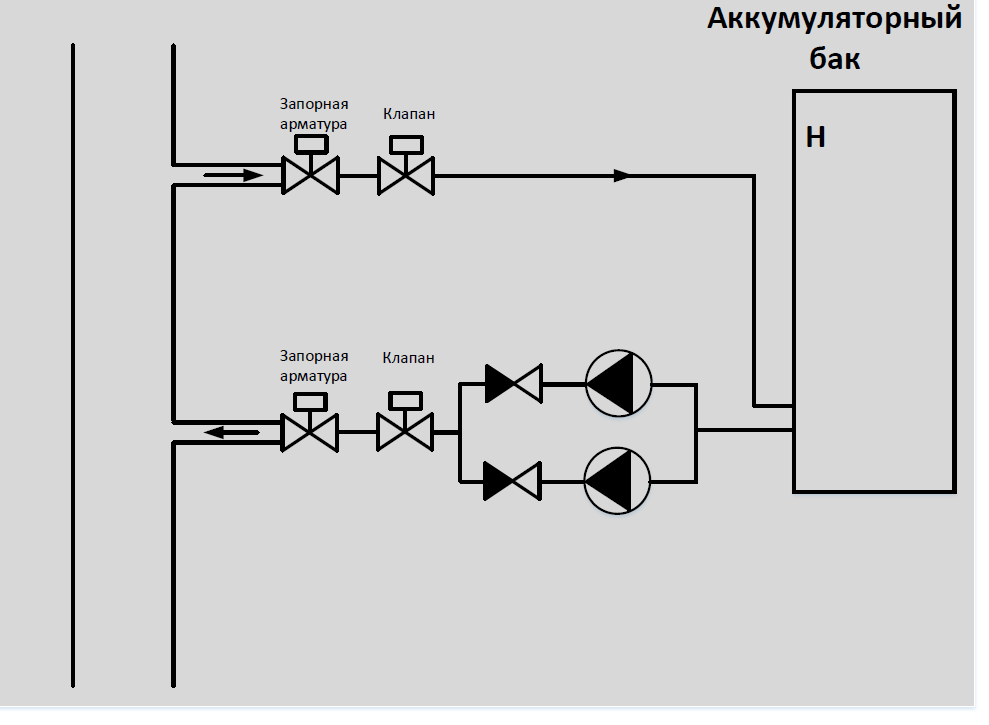 Аккумуляторный
бак
Запорная
арматура
Клапан
Н
Запорная
арматура
Клапан